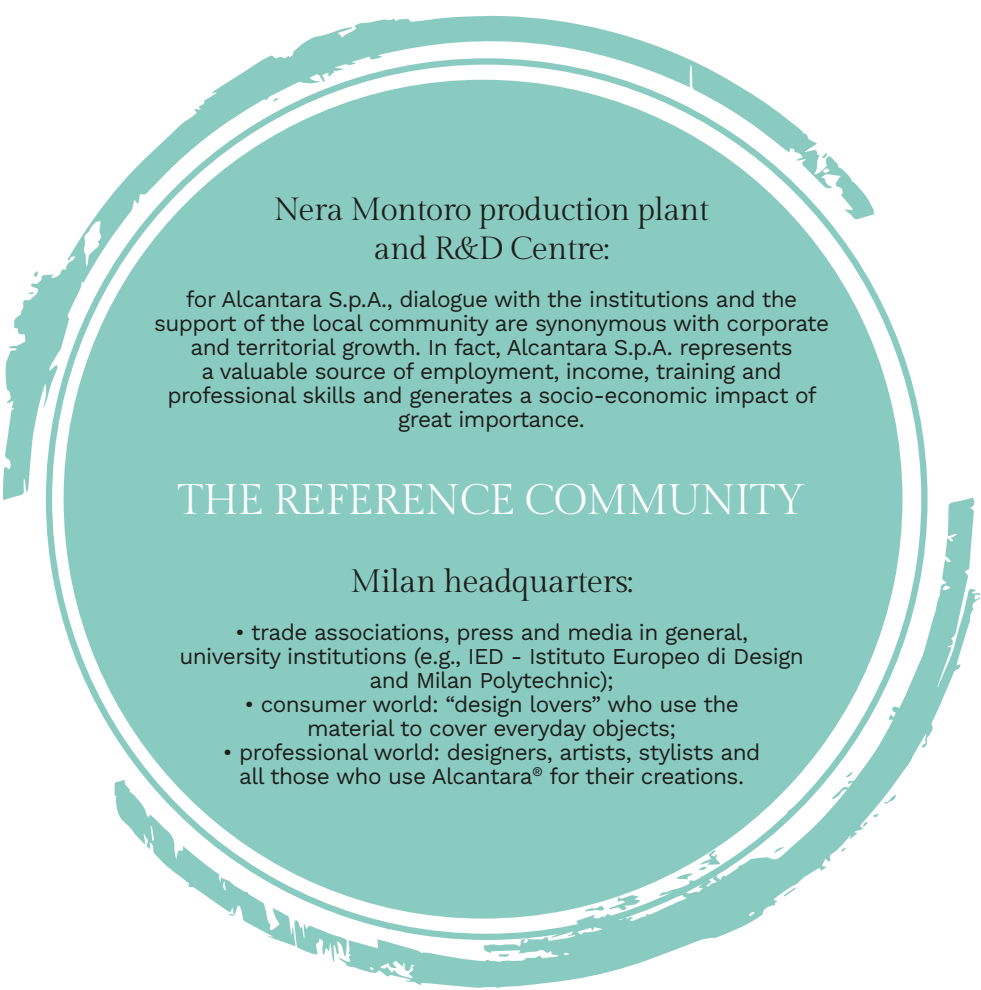 Nera Montoro production plant
and R&D Centre:
for Alcantara S.p.A., dialogue with the institutions and the
support of the local community are synonymous with corporate
and territorial growth. In fact, Alcantara S.p.A. represents
a valuable source of employment, income, training and
professional skills and generates a socio-economic impact of
great importance.
THE REFERENCE COMMUNITY
Milan headquarters:
• trade associations, press and media in general,
university institutions (e.g., IED - Istituto Europeo di Design
and Milan Polytechnic);
• consumer world: “design lovers” who use the
material to cover everyday objects;
• professional world: designers, artists, stylists and
all those who use Alcantara® for their creations.